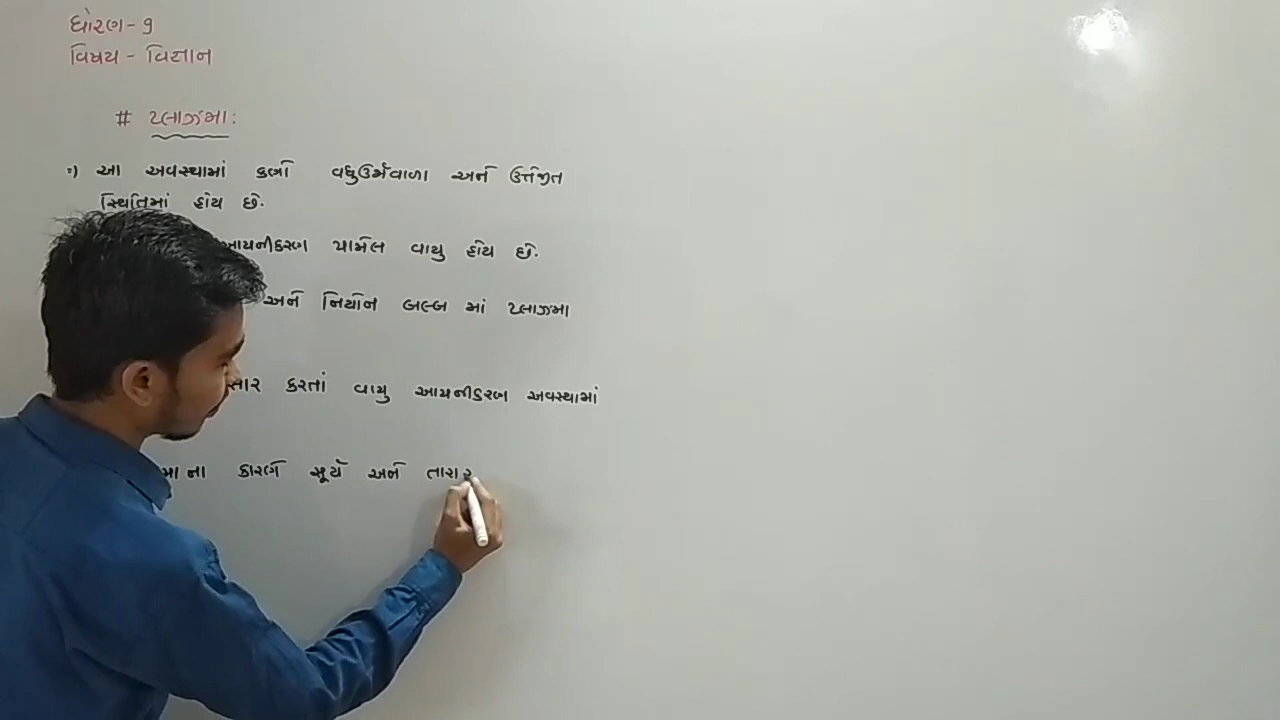 ધોરણ - 9
વિષય - વિજ્ઞાન
# પ્લાઝમા :
=) આ અવસ્થામાં કણો વધુઉર્જાવાળા અને ઉત્તેજીત
સ્થિતિમાં હોય છે.
આયનીકરણ પામેલ વાયુ હોય છે.
અને નિયોન બલ્બ માં પ્લાઝમા
કરતાં વાયુ આયનીકરણ અવસ્થામાં
ના કારણે સૂર્ય અને